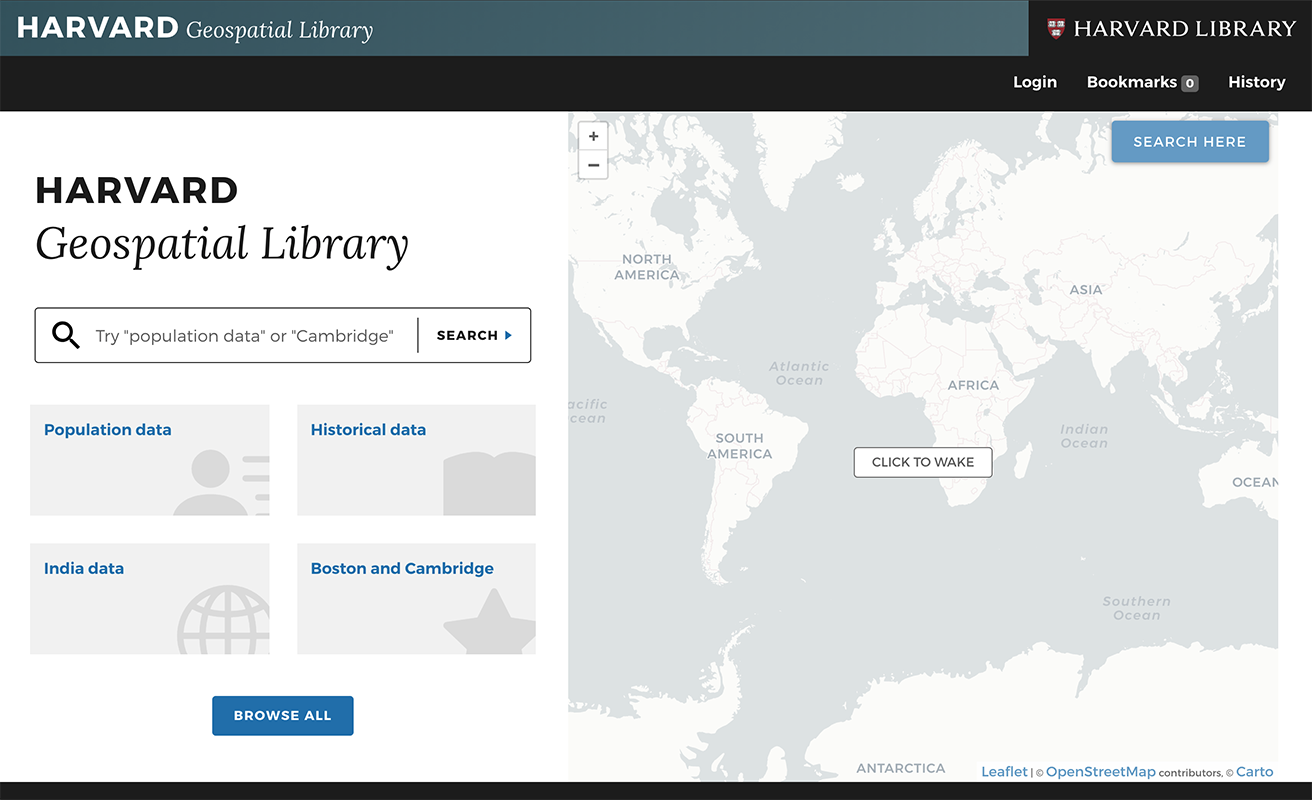 HARVARD Geospatial Library
HARVARD LIBRARY
Login Bookmarks 0 History
HARVARD
Geospatial Library
Try "population data" or "Cambridge" SEARCH
Population data
Historical data
India data
Boston and Cambridge
BROWSE ALL
+
−
SEARCH HERE
NORTH
AMERICA
ASIA
Atlantic
Ocean
AFRICA
acific
cean
SOUTH
AMERICA
Indian
Ocean
CLICK TO WAKE
OCEAN
Southern
Ocean
ANTARCTICA
Leaflet | © OpenStreetMap contributors, © Carto